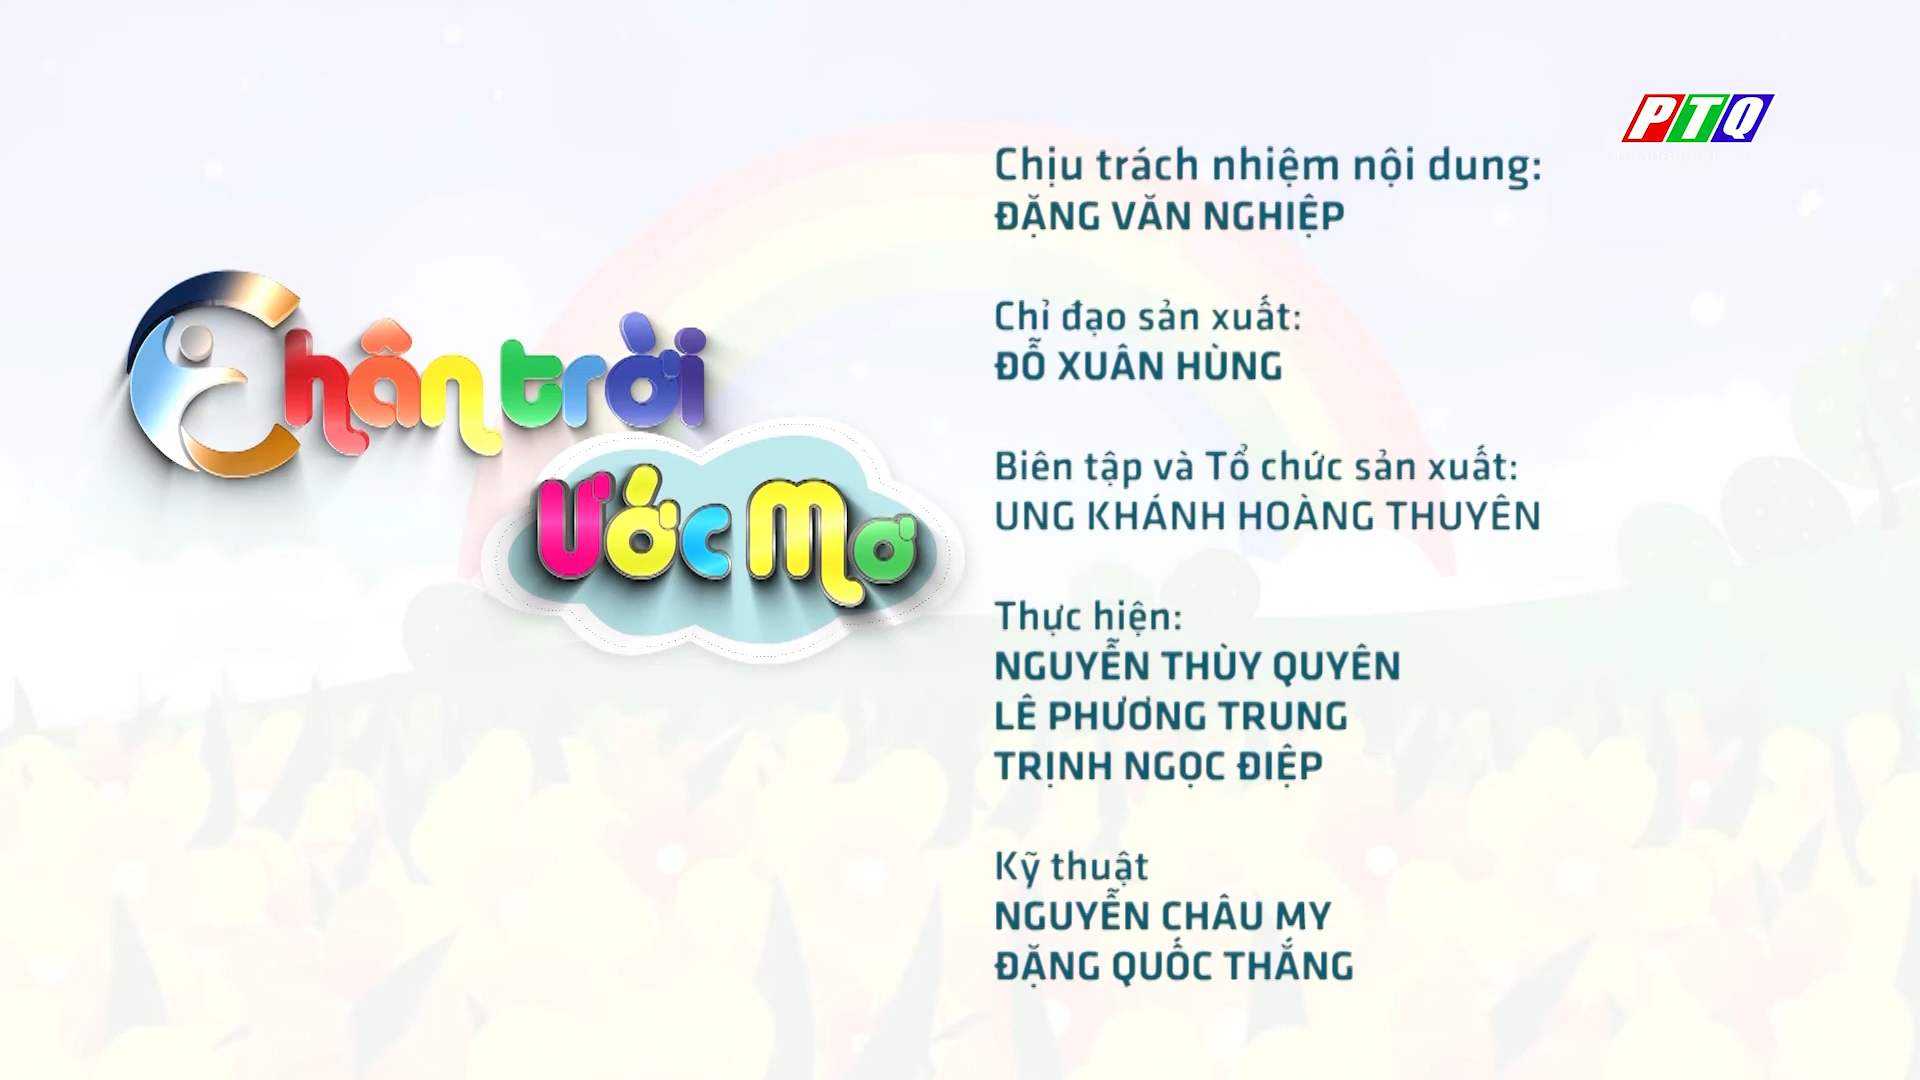 PTQ
Chân trời
Ước Mơ
Chịu trách nhiệm nội dung:
ĐẶNG VĂN NGHIỆP
Chỉ đạo sản xuất:
ĐỖ XUÂN HÙNG
Biên tập và Tổ chức sản xuất:
UNG KHÁNH HOÀNG THUYÊN
Thực hiện:
NGUYỄN THÙY QUYÊN
LÊ PHƯƠNG TRUNG
TRỊNH NGỌC ĐIỆP
Kỹ thuật
NGUYỄN CHÂU MY
ĐẶNG QUỐC THẮNG